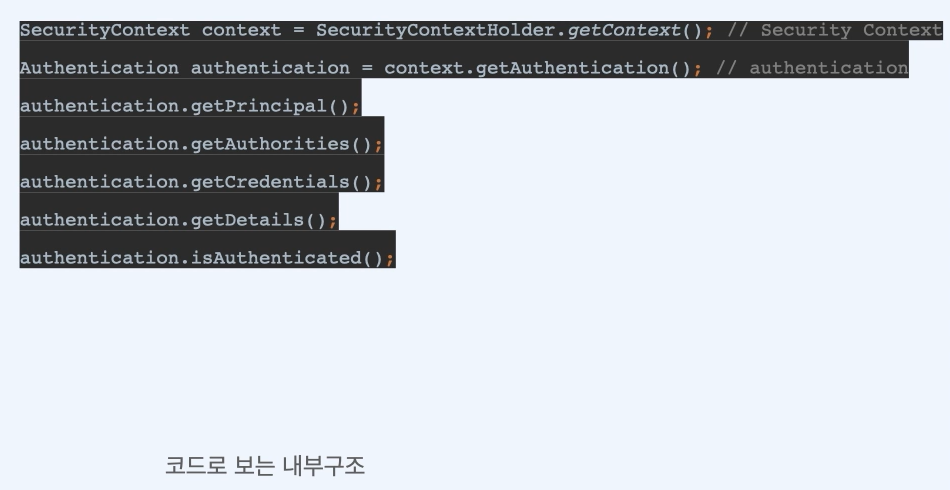 SecurityContext context = SecurityContextHolder.getContext(); // Security Context
Authentication authentication = context.getAuthentication(); // authentication
authentication.getPrincipal();
authentication.getAuthorities();
authentication.getCredentials();
authentication.getDetails();
authentication.isAuthenticated();
코드로 보는 내부구조